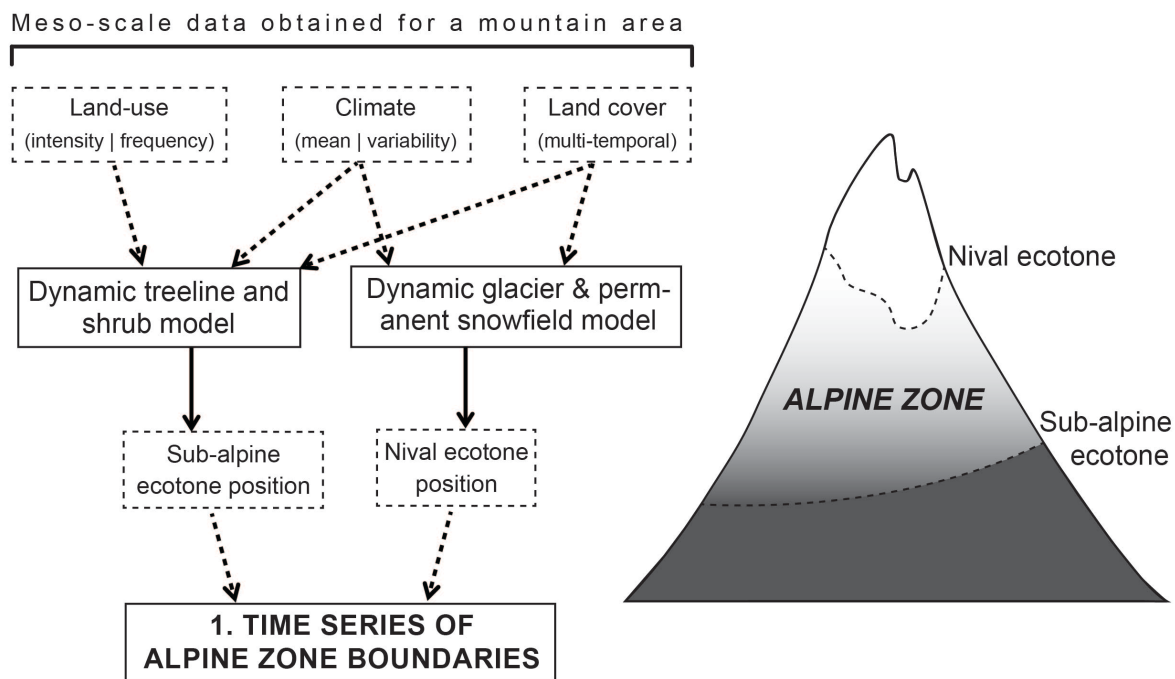 Meso-scale data obtained for a mountain area
Land-use
(intensity | frequency)
Climate
(mean | variability)
Land cover
(multi-temporal)
Dynamic treeline and
shrub model
Dynamic glacier & perm-
anent snowfield model
Sub-alpine
ecotone position
Nival ecotone
position
1. TIME SERIES OF
ALPINE ZONE BOUNDARIES
Nival ecotone
ALPINE ZONE
Sub-alpine
ecotone